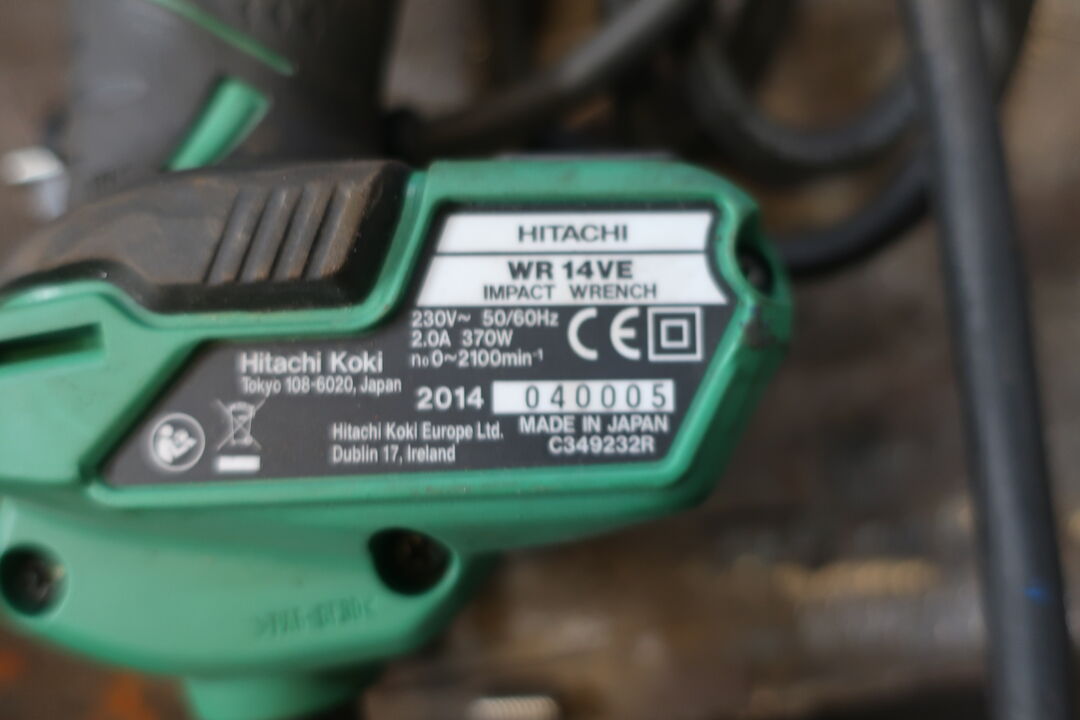 HITACHI
WR 14VE
IMPACT WRENCH
230V~ 50/60Hz
2.0A 370W
n₀0~2100min⁻¹
Hitachi Koki
Tokyo 108-6020, Japan
2014 040005
MADE IN JAPAN
C349232R
Hitachi Koki Europe Ltd.
Dublin 17, Ireland
CE